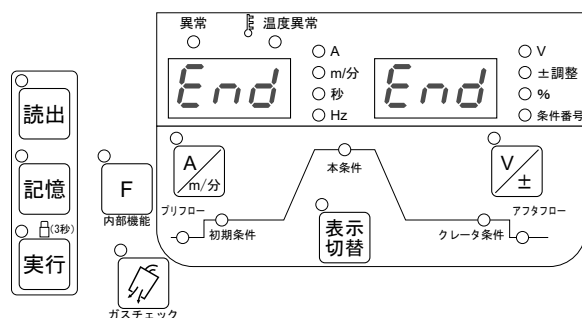 異常
温度異常
A
m/分
秒
Hz
End
End
V
±調整
%
条件番号
読出
記憶
(3秒)
実行
F
内部機能
ガスチェック
A/m/分
V/±
本条件
プリフロー
初期条件
表示
切替
クレータ条件
アフタフロー